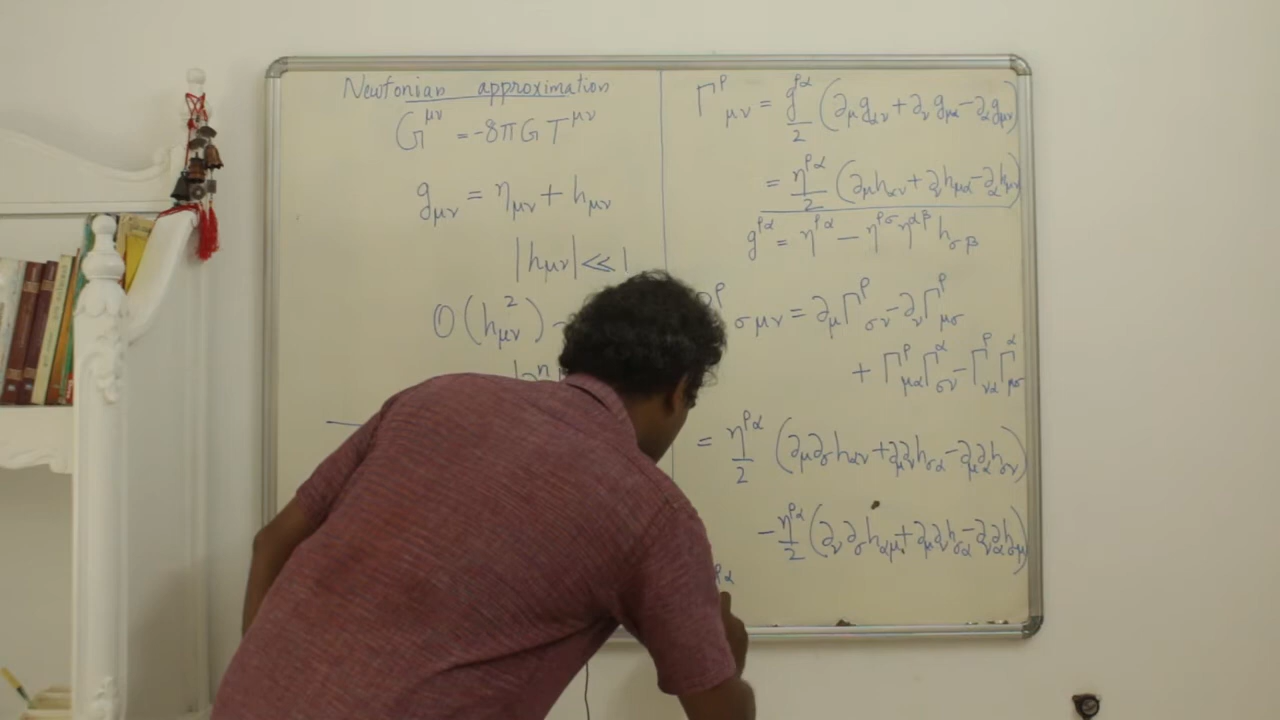 Newtonian approximation
G^{μν} = -8πG T^{μν}
g_{μν} = η_{μν} + h_{μν}
|h_{μν}| << 1
O(h_{μν}^2)
h^n
Γ^ρ_{μν} = g^{ρα}/2 (∂_μ g_{αν} + ∂_ν g_{μα} - ∂_α g_{μν})
= η^{ρα}/2 (∂_μ h_{αν} + ∂_ν h_{μα} - ∂_α h_{μν})
g^{ρα} = η^{ρα} - η^{ρσ} η^{αβ} h_{σβ}
R^ρ_{σμν} = ∂_μ Γ^ρ_{σν} - ∂_ν Γ^ρ_{μσ}
+ Γ^ρ_{μα} Γ^α_{σν} - Γ^ρ_{να} Γ^α_{μσ}
= η^{ρα}/2 (∂_μ ∂_σ h_{αν} + ∂_μ ∂_ν h_{σα} - ∂_μ ∂_α h_{σν})
- η^{ρα}/2 (∂_ν ∂_σ h_{αμ} + ∂_μ ∂_ν h_{σα} - ∂_ν ∂_α h_{σμ})
ρα